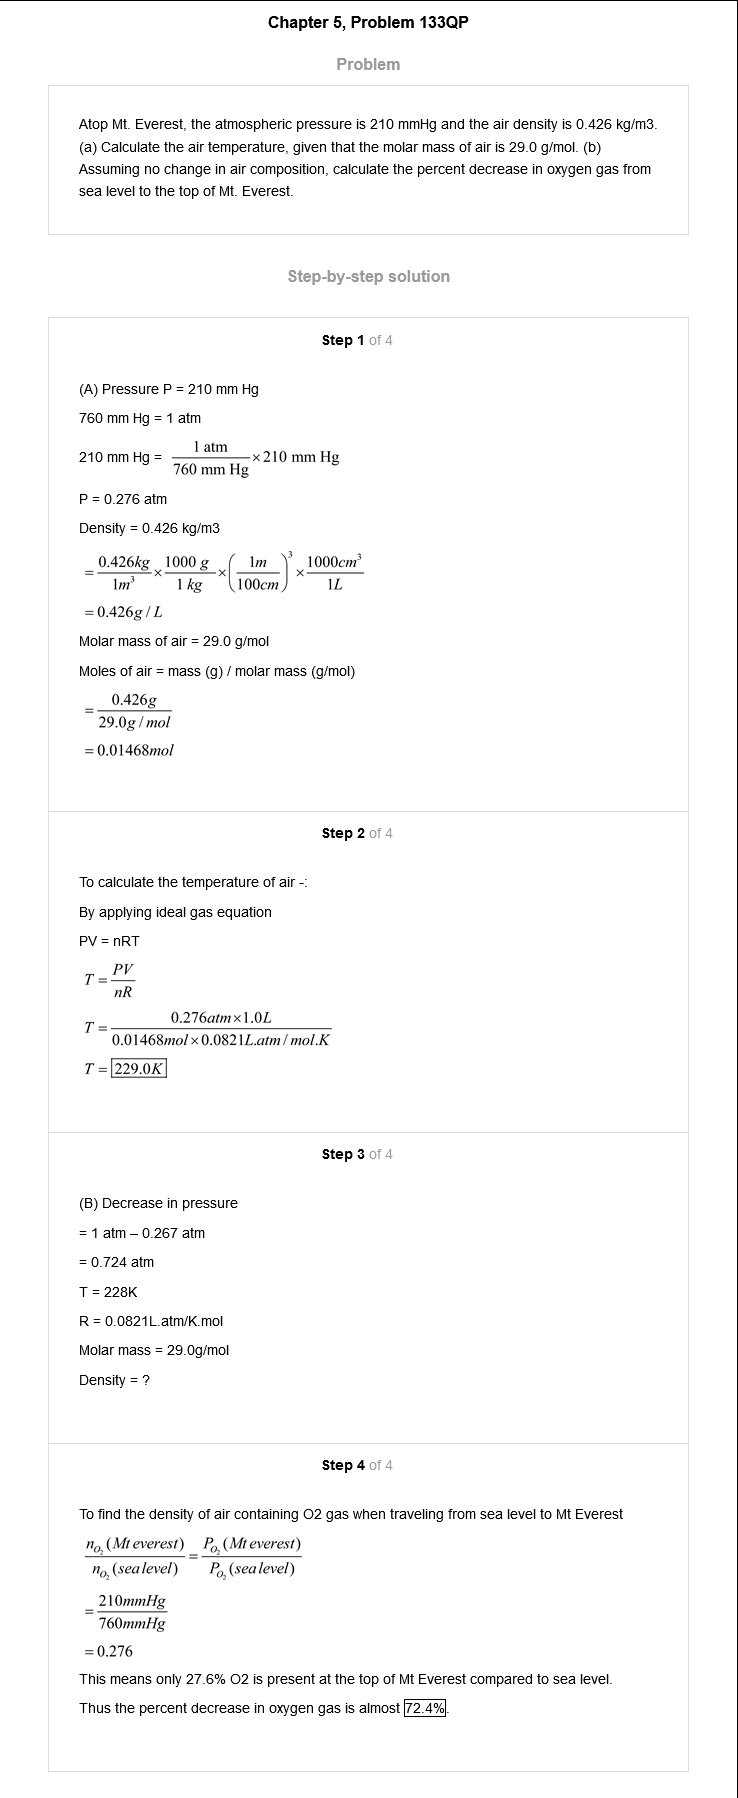 Chapter 5, Problem 133QP
Problem
Atop Mt. Everest, the atmospheric pressure is 210 mmHg and the air density is 0.426 kg/m3.
(a) Calculate the air temperature, given that the molar mass of air is 29.0 g/mol. (b)
Assuming no change in air composition, calculate the percent decrease in oxygen gas from
sea level to the top of Mt. Everest.
Step-by-step solution
Step 1 of 4
(A) Pressure P = 210 mm Hg
760 mm Hg = 1 atm
210 mm Hg = \frac{1 atm}{760 mm Hg} × 210 mm Hg
P = 0.276 atm
Density = 0.426 kg/m3
= \frac{0.426kg}{1m^3} × \frac{1000 g}{1 kg} × \left(\frac{1m}{100cm}\right)^3 × \frac{1000cm^3}{1L}
= 0.426g / L
Molar mass of air = 29.0 g/mol
Moles of air = mass (g) / molar mass (g/mol)
= \frac{0.426g}{29.0g / mol}
= 0.01468mol
Step 2 of 4
To calculate the temperature of air -:
By applying ideal gas equation
PV = nRT
T = \frac{PV}{nR}
T = \frac{0.276atm × 1.0L}{0.01468mol × 0.0821L.atm / mol.K}
T = 229.0K
Step 3 of 4
(B) Decrease in pressure
= 1 atm – 0.267 atm
= 0.724 atm
T = 228K
R = 0.0821L.atm/K.mol
Molar mass = 29.0g/mol
Density = ?
Step 4 of 4
To find the density of air containing O2 gas when traveling from sea level to Mt Everest
\frac{n_{O_2}(Mt everest)}{n_{O_2}(sea level)} = \frac{P_{O_2}(Mt everest)}{P_{O_2}(sea level)}
= \frac{210mmHg}{760mmHg}
= 0.276
This means only 27.6% O2 is present at the top of Mt Everest compared to sea level.
Thus the percent decrease in oxygen gas is almost 72.4%.